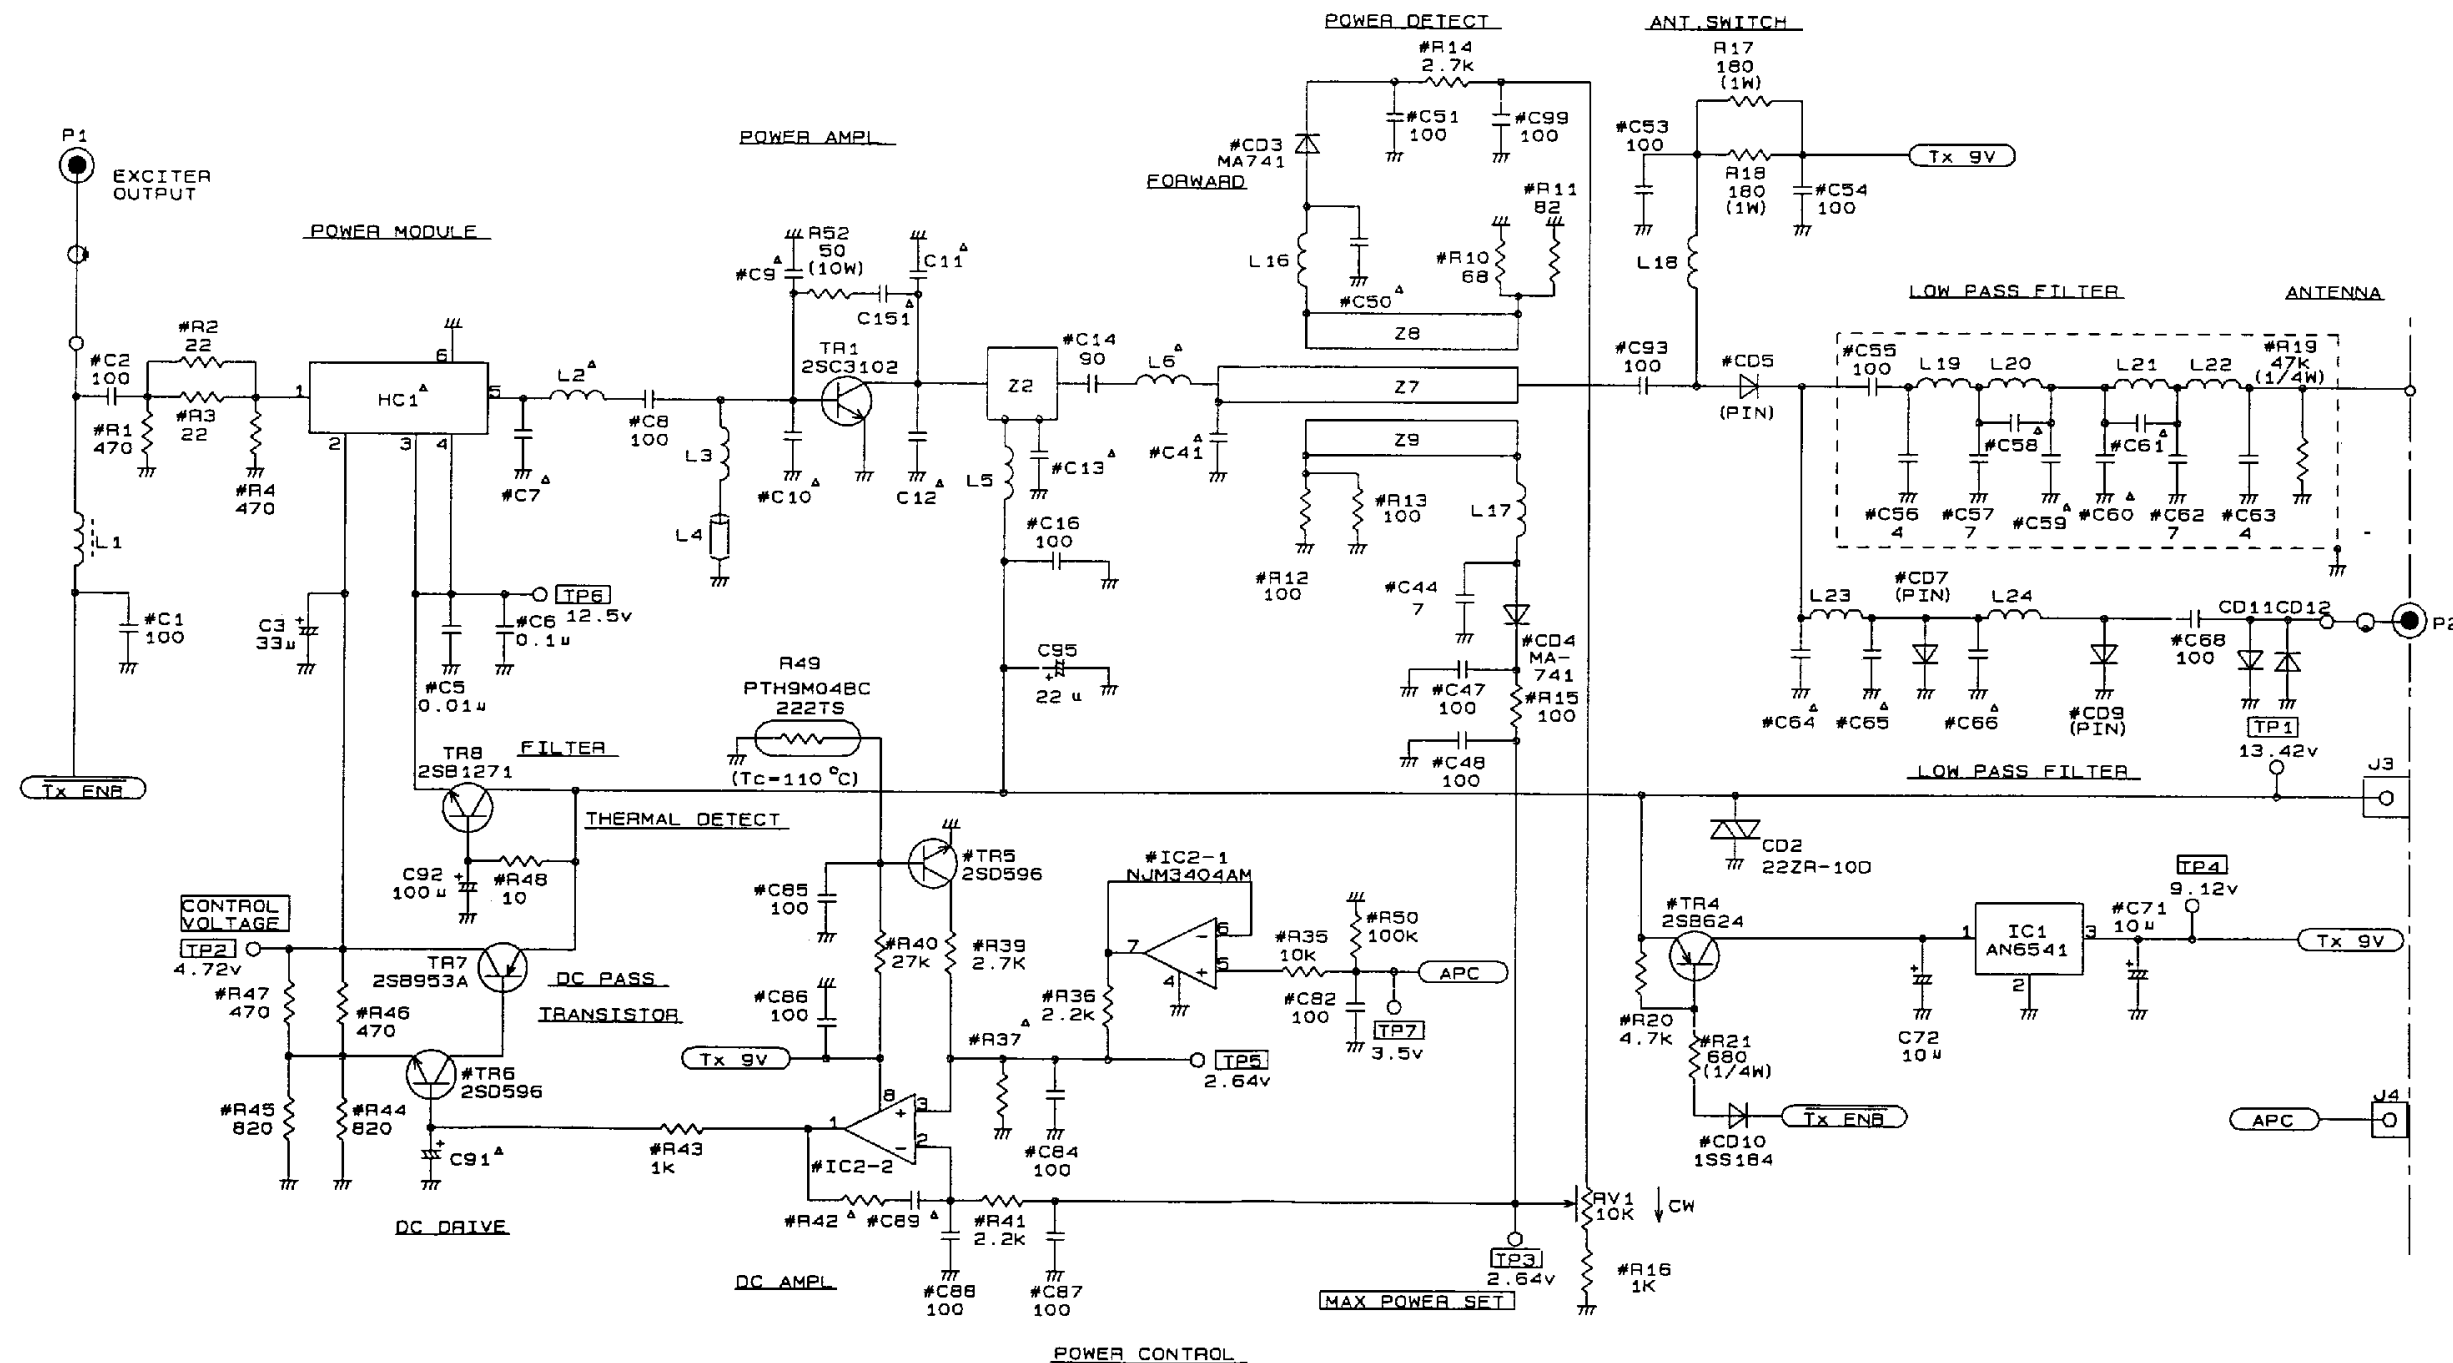 POWER DETECT
ANT.SWITCH
#R14
2.7K
R17
180
(1W)
P1
EXCITER
OUTPUT
POWER AMPL
#CD3
MA741
#C51
100
#C99
100
#C53
100
R18
180
(1W)
Tx 9V
#C54
100
FORWARD
#R11
82
POWER MODULE
#C9
R52
50
(10W)
C11
C151
L16
#C50
#R10
68
L18
LOW PASS FILTER
ANTENNA
#C2
100
#R2
22
#R3
22
#R1
470
#R4
470
1
HC1
6
5
2
3
4
L2
#C7
#C8
100
TR1
2SC3102
L3
L4
#C10
C12
Z2
#C14
90
L6
L5
#C13
#C41
Z8
Z7
Z9
#C93
100
#CD5
(PIN)
#C55
100
L19
L20
L21
L22
#R19
47K
(1/4W)
#C58
#C61
#C56
4
#C57
7
#C59
#C60
#C62
7
#C63
4
L1
#C1
100
C3
33μ
TP6
12.5v
#C6
0.1μ
#C5
0.01μ
#C16
100
C95
22 u
#R12
100
#R13
100
L17
#C44
7
#CD4
MA-
741
#C47
100
#R15
100
#C48
100
L23
#CD7
(PIN)
L24
CD11
CD12
#C68
100
P2
#C64
#C65
#C66
#CD9
(PIN)
TP1
13.42v
LOW PASS FILTER
J3
Tx ENB
R49
PTH9M04BC
222TS
(Tc=110 °C)
TR8
2SB1271
FILTER
THERMAL DETECT
C92
100μ
#R48
10
#C85
100
#TR5
2SD596
#IC2-1
NJM3404AM
6
7
5
4
#R50
100K
#R35
10K
APC
#C82
100
TP7
3.5v
CD2
22ZR-10D
#TR4
2SB624
TP4
9.12v
#C71
10μ
1
IC1
AN6541
3
2
Tx 9V
CONTROL
VOLTAGE
TP2
4.72v
TR7
2SB953A
DC PASS
TRANSISTOR
#R47
470
#R46
470
#R40
27K
#R39
2.7K
#C86
100
Tx 9V
#R36
2.2K
#R37
TP5
2.64v
#R20
4.7K
#R21
680
(1/4W)
C72
10μ
#TR6
2SD596
#R45
820
#R44
820
C91
#R43
1K
8
1
3
2
#IC2-2
#C84
100
#CD10
1SS184
Tx ENB
APC
J4
DC DRIVE
#R42
#C89
#R41
2.2K
#C88
100
#C87
100
DC AMPL
RV1
10K
CW
TP3
2.64v
#R16
1K
MAX POWER SET
POWER CONTROL